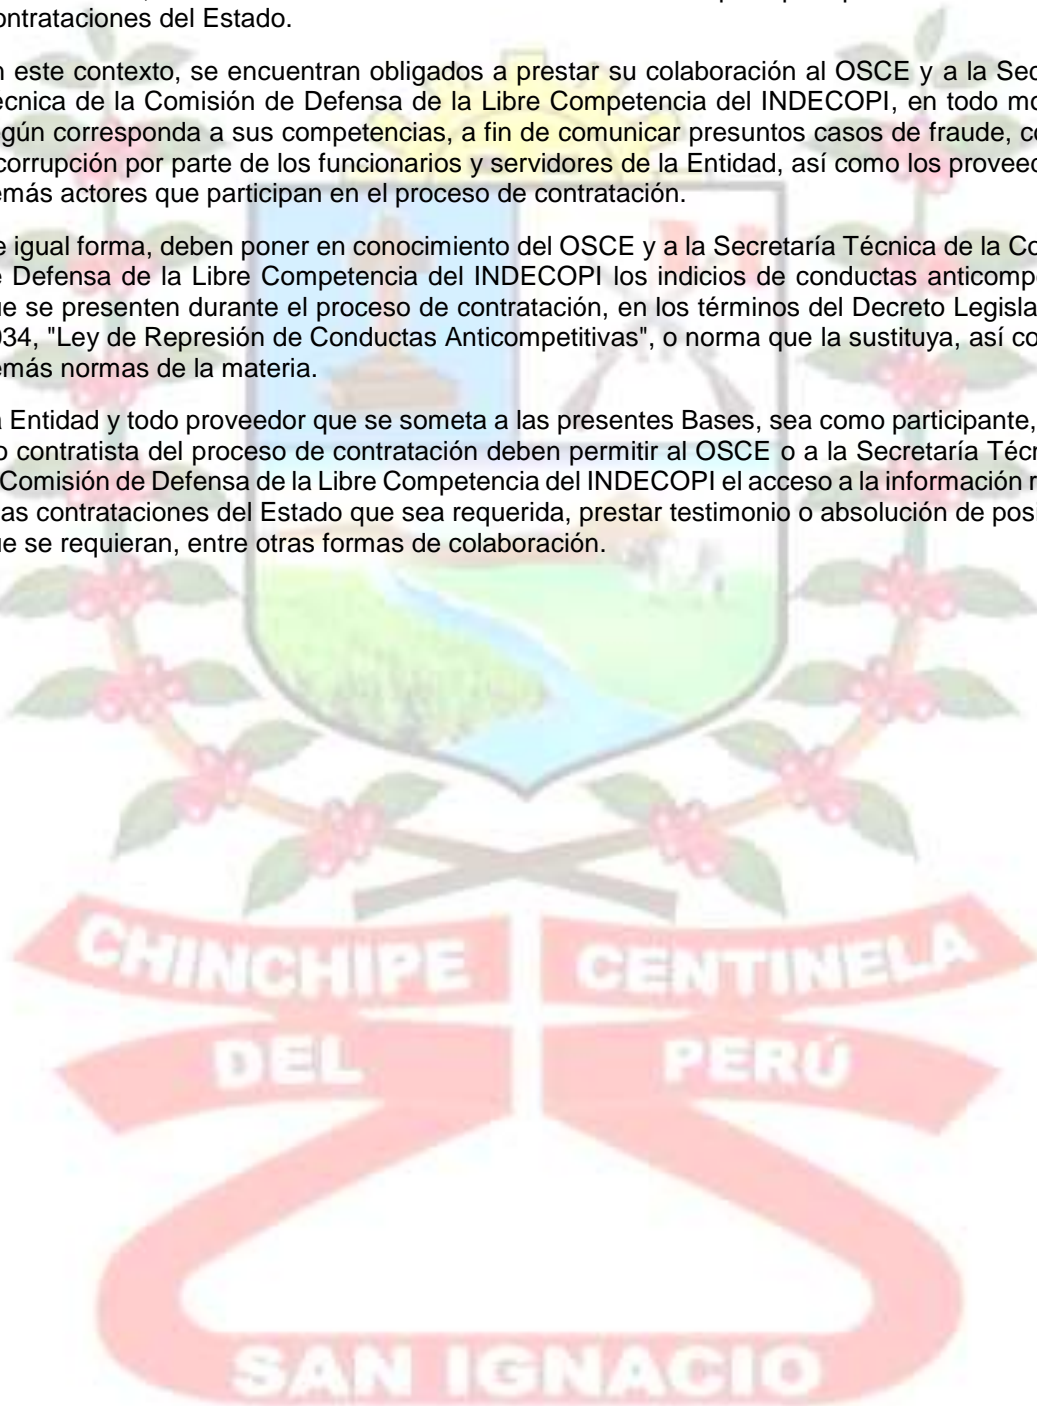 ontrataciones del Estado.
n este contexto, se encuentran obligados a prestar su colaboración al OSCE y a la Sec
écnica de la Comisión de Defensa de la Libre Competencia del INDECOPI, en todo mo
gún corresponda a sus competencias, a fin de comunicar presuntos casos de fraude, co
corrupción por parte de los funcionarios y servidores de la Entidad, así como los proveed
emás actores que participan en el proceso de contratación.
e igual forma, deben poner en conocimiento del OSCE y a la Secretaría Técnica de la Co
e Defensa de la Libre Competencia del INDECOPI los indicios de conductas anticompe
ue se presenten durante el proceso de contratación, en los términos del Decreto Legisla
034, "Ley de Represión de Conductas Anticompetitivas", o norma que la sustituya, así co
emás normas de la materia.
a Entidad y todo proveedor que se someta a las presentes Bases, sea como participante,
o contratista del proceso de contratación deben permitir al OSCE o a la Secretaría Técn
Comisión de Defensa de la Libre Competencia del INDECOPI el acceso a la información r
as contrataciones del Estado que sea requerida, prestar testimonio o absolución de posi
ue se requieran, entre otras formas de colaboración.
CHINCHIPE CENTINELA
DEL PERÚ
SAN IGNACIO